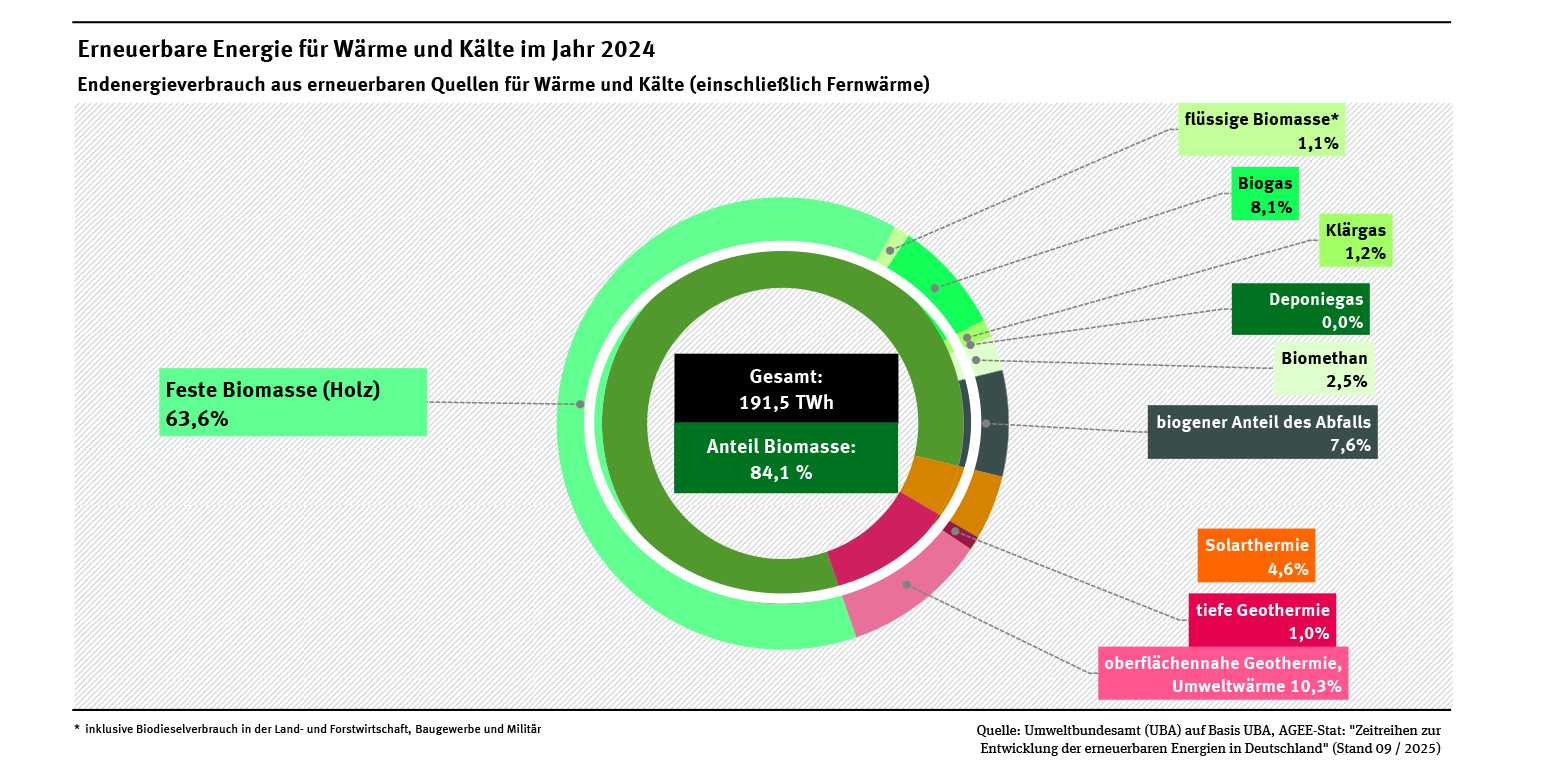 Erneuerbare Energie für Wärme und Kälte im Jahr 2024
Endenergieverbrauch aus erneuerbaren Quellen für Wärme und Kälte (einschließlich Fernwärme)
flüssige Biomasse*
1,1%
Biogas
8,1%
Klärgas
1,2%
Deponiegas
0,0%
Biomethan
2,5%
biogener Anteil des Abfalls
7,6%
Feste Biomasse (Holz)
63,6%
Gesamt:
191,5 TWh
Anteil Biomasse:
84,1 %
Solarthermie
4,6%
tiefe Geothermie
1,0%
oberflächennahe Geothermie,
Umweltwärme 10,3%
* inklusive Biodieselverbrauch in der Land- und Forstwirtschaft, Baugewerbe und Militär
Quelle: Umweltbundesamt (UBA) auf Basis UBA, AGEE-Stat: "Zeitreihen zur
Entwicklung der erneuerbaren Energien in Deutschland" (Stand 09 / 2025)